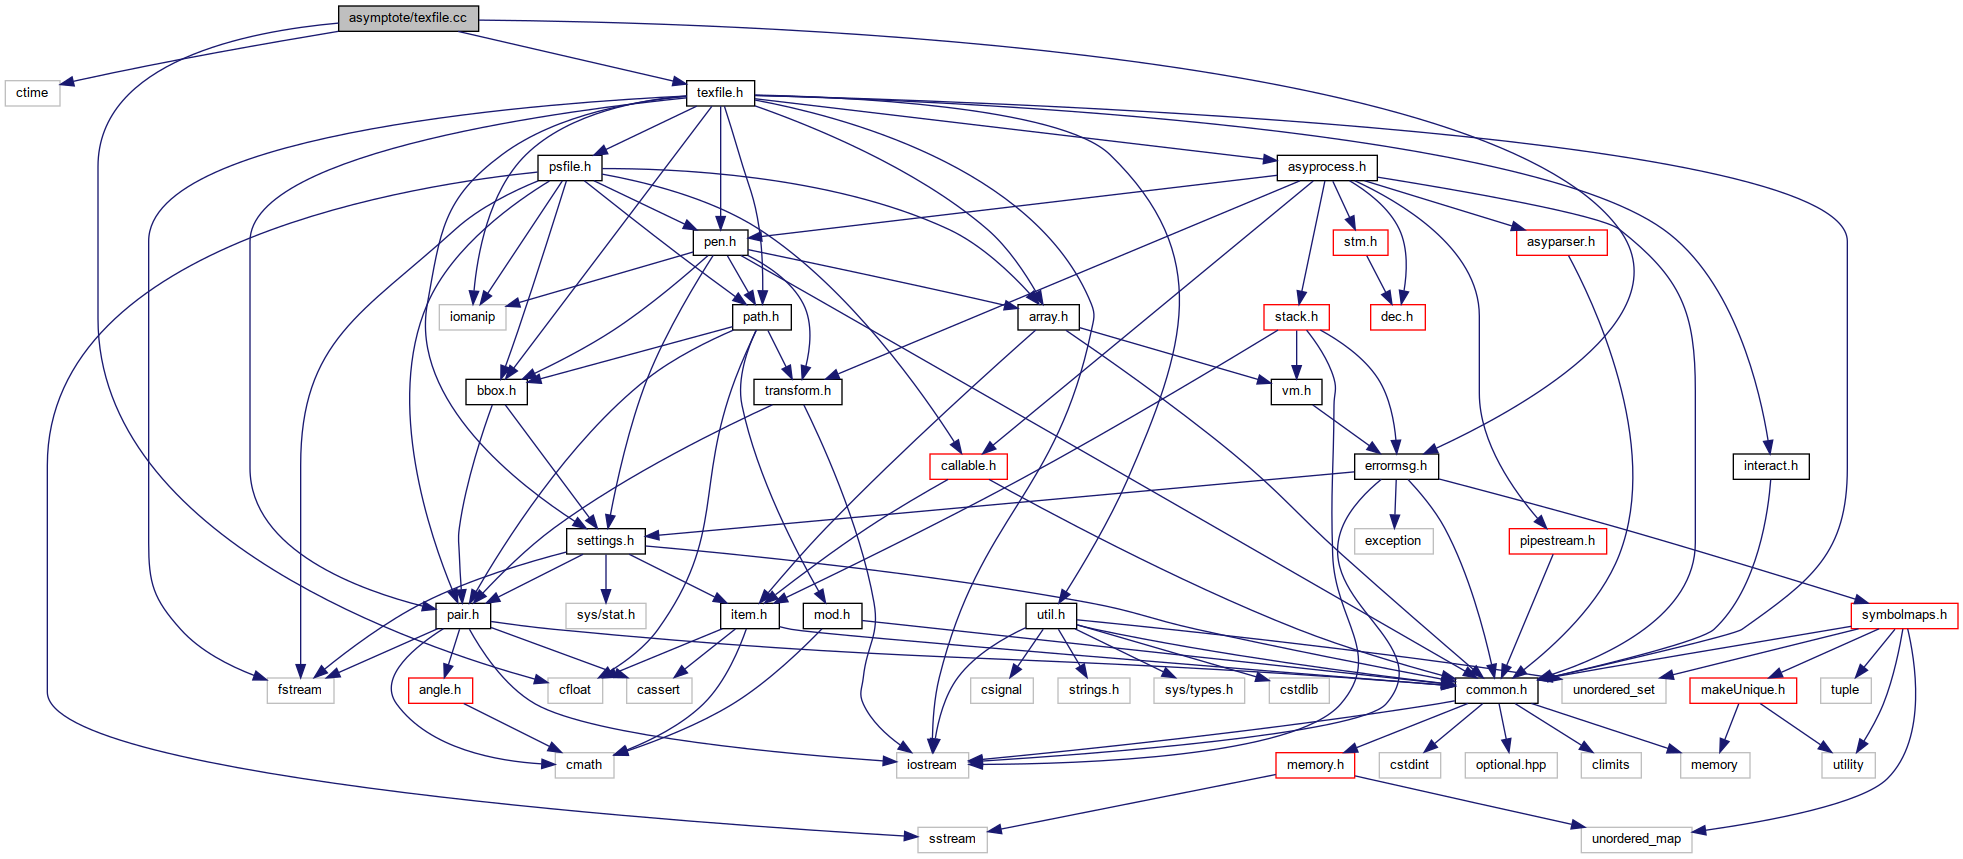 asymptote/texfile.cc
ctime
texfile.h
psfile.h
asyprocess.h
pen.h
stm.h
asyparser.h
iomanip
path.h
array.h
stack.h
dec.h
bbox.h
transform.h
vm.h
callable.h
errormsg.h
interact.h
settings.h
exception
pipestream.h
pair.h
sys/stat.h
item.h
mod.h
util.h
symbolmaps.h
fstream
angle.h
cfloat
cassert
csignal
strings.h
sys/types.h
cstdlib
common.h
unordered_set
makeUnique.h
tuple
cmath
iostream
memory.h
cstdint
optional.hpp
climits
memory
utility
sstream
unordered_map